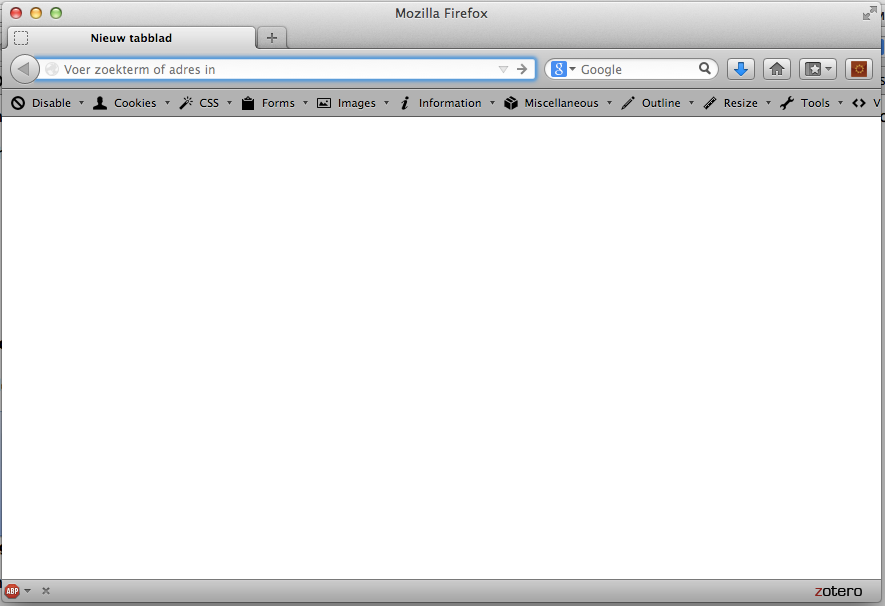 Mozilla Firefox
Nieuw tabblad
Voer zoekterm of adres in
8 Google
Disable Cookies CSS Forms Images Information Miscellaneous Outline Resize Tools V
ABP zotero